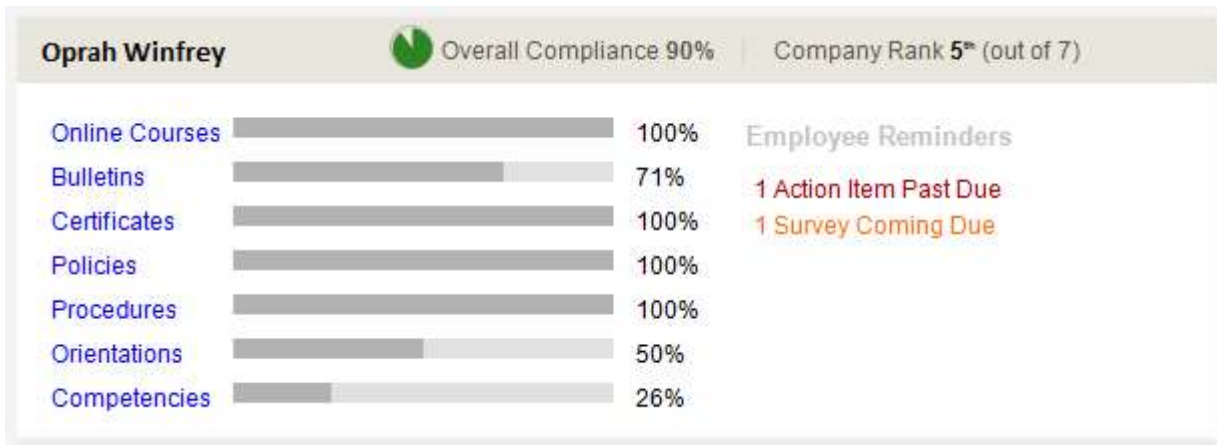 Oprah Winfrey Overall Compliance 90% Company Rank 5th (out of 7)
Online Courses 100%
Bulletins 71%
Certificates 100%
Policies 100%
Procedures 100%
Orientations 50%
Competencies 26%
Employee Reminders
1 Action Item Past Due
1 Survey Coming Due